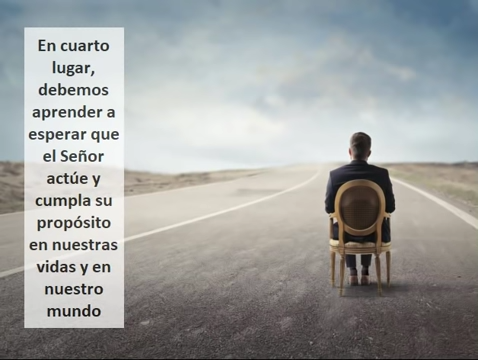 En cuarto
lugar,
debemos
aprender a
esperar que
el Señor
actúe y
cumpla su
propósito
en nuestras
vidas y en
nuestro
mundo